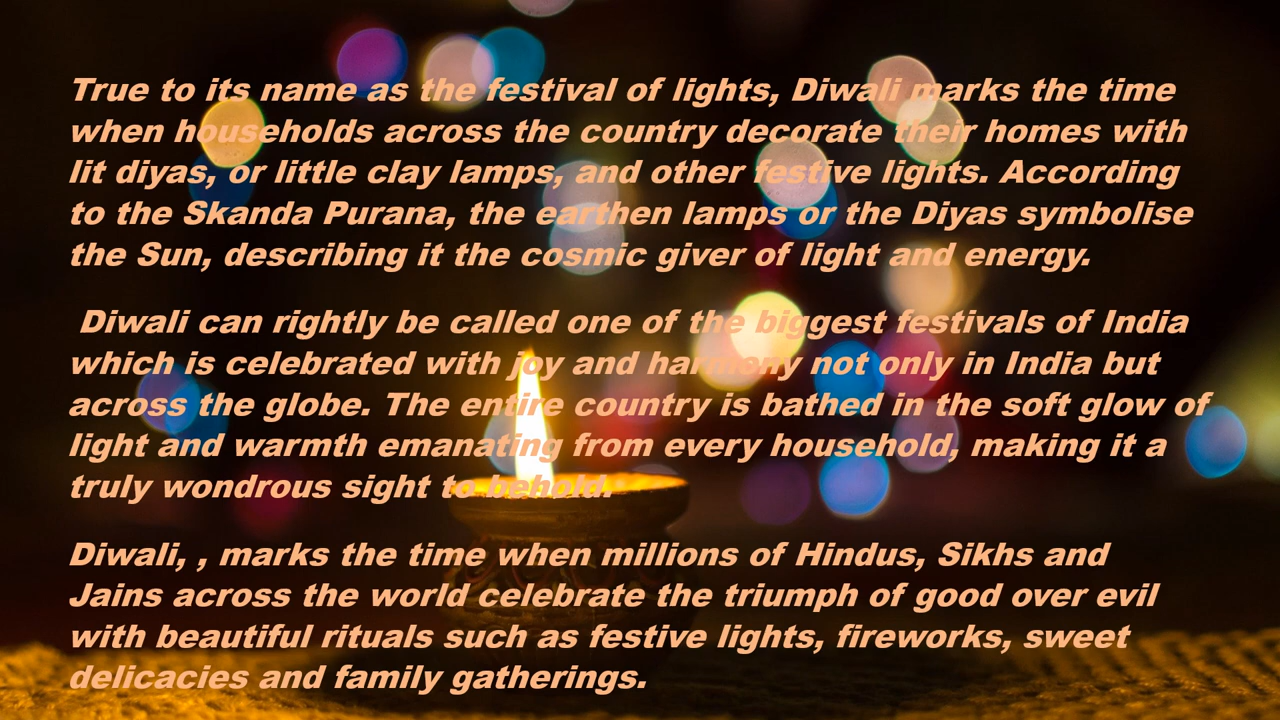 True to its name as the festival of lights, Diwali marks the time
when households across the country decorate their homes with
lit diyas, or little clay lamps, and other festive lights. According
to the Skanda Purana, the earthen lamps or the Diyas symbolise
the Sun, describing it the cosmic giver of light and energy.
Diwali can rightly be called one of the biggest festivals of India
which is celebrated with joy and harmony not only in India but
across the globe. The entire country is bathed in the soft glow of
light and warmth emanating from every household, making it a
truly wondrous sight to behold.
Diwali, , marks the time when millions of Hindus, Sikhs and
Jains across the world celebrate the triumph of good over evil
with beautiful rituals such as festive lights, fireworks, sweet
delicacies and family gatherings.